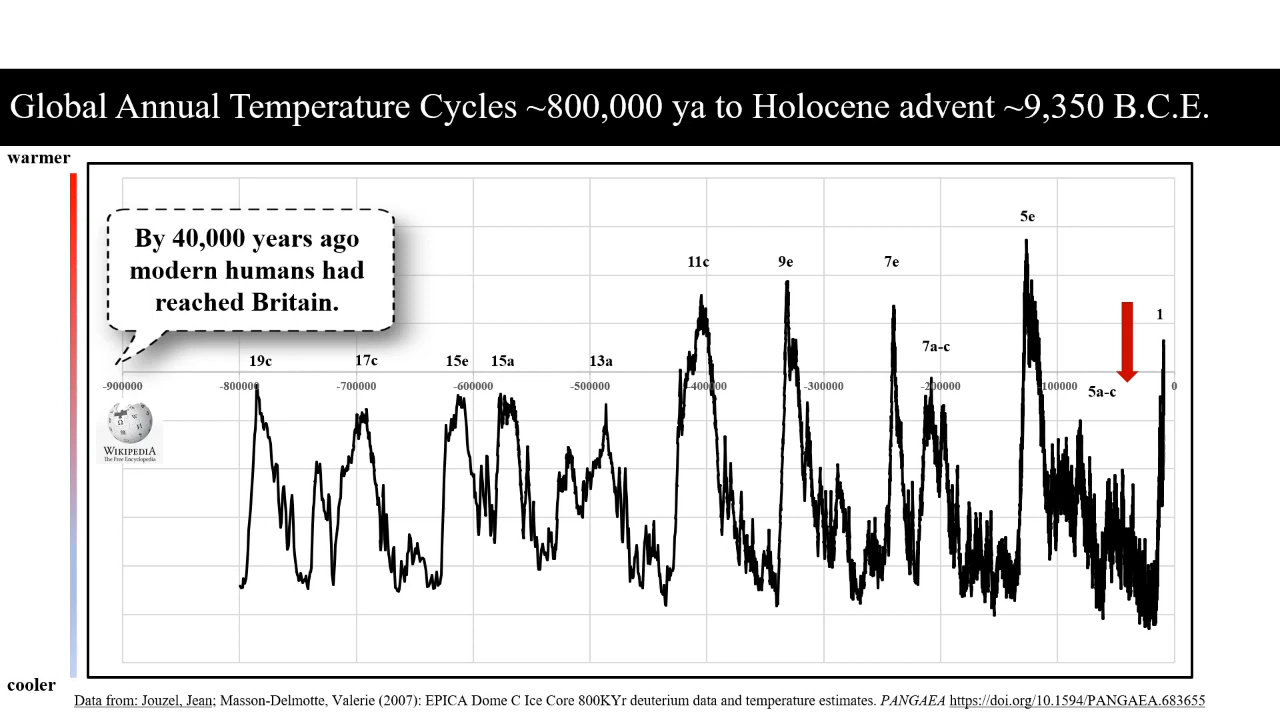 Global Annual Temperature Cycles ~800,000 ya to Holocene advent ~9,350 B.C.E.
warmer
By 40,000 years ago
modern humans had
reached Britain.
5e
11c
9e
7e
1
7a-c
19c
17c
15e
15a
13a
-900000
-800000
-700000
-600000
-500000
-400000
-300000
-200000
-100000
0
5a-c
WIKIPEDIA
The Free Encyclopedia
cooler
Data from: Jouzel, Jean; Masson-Delmotte, Valerie (2007): EPICA Dome C Ice Core 800KYr deuterium data and temperature estimates. PANGAEA https://doi.org/10.1594/PANGAEA.683655